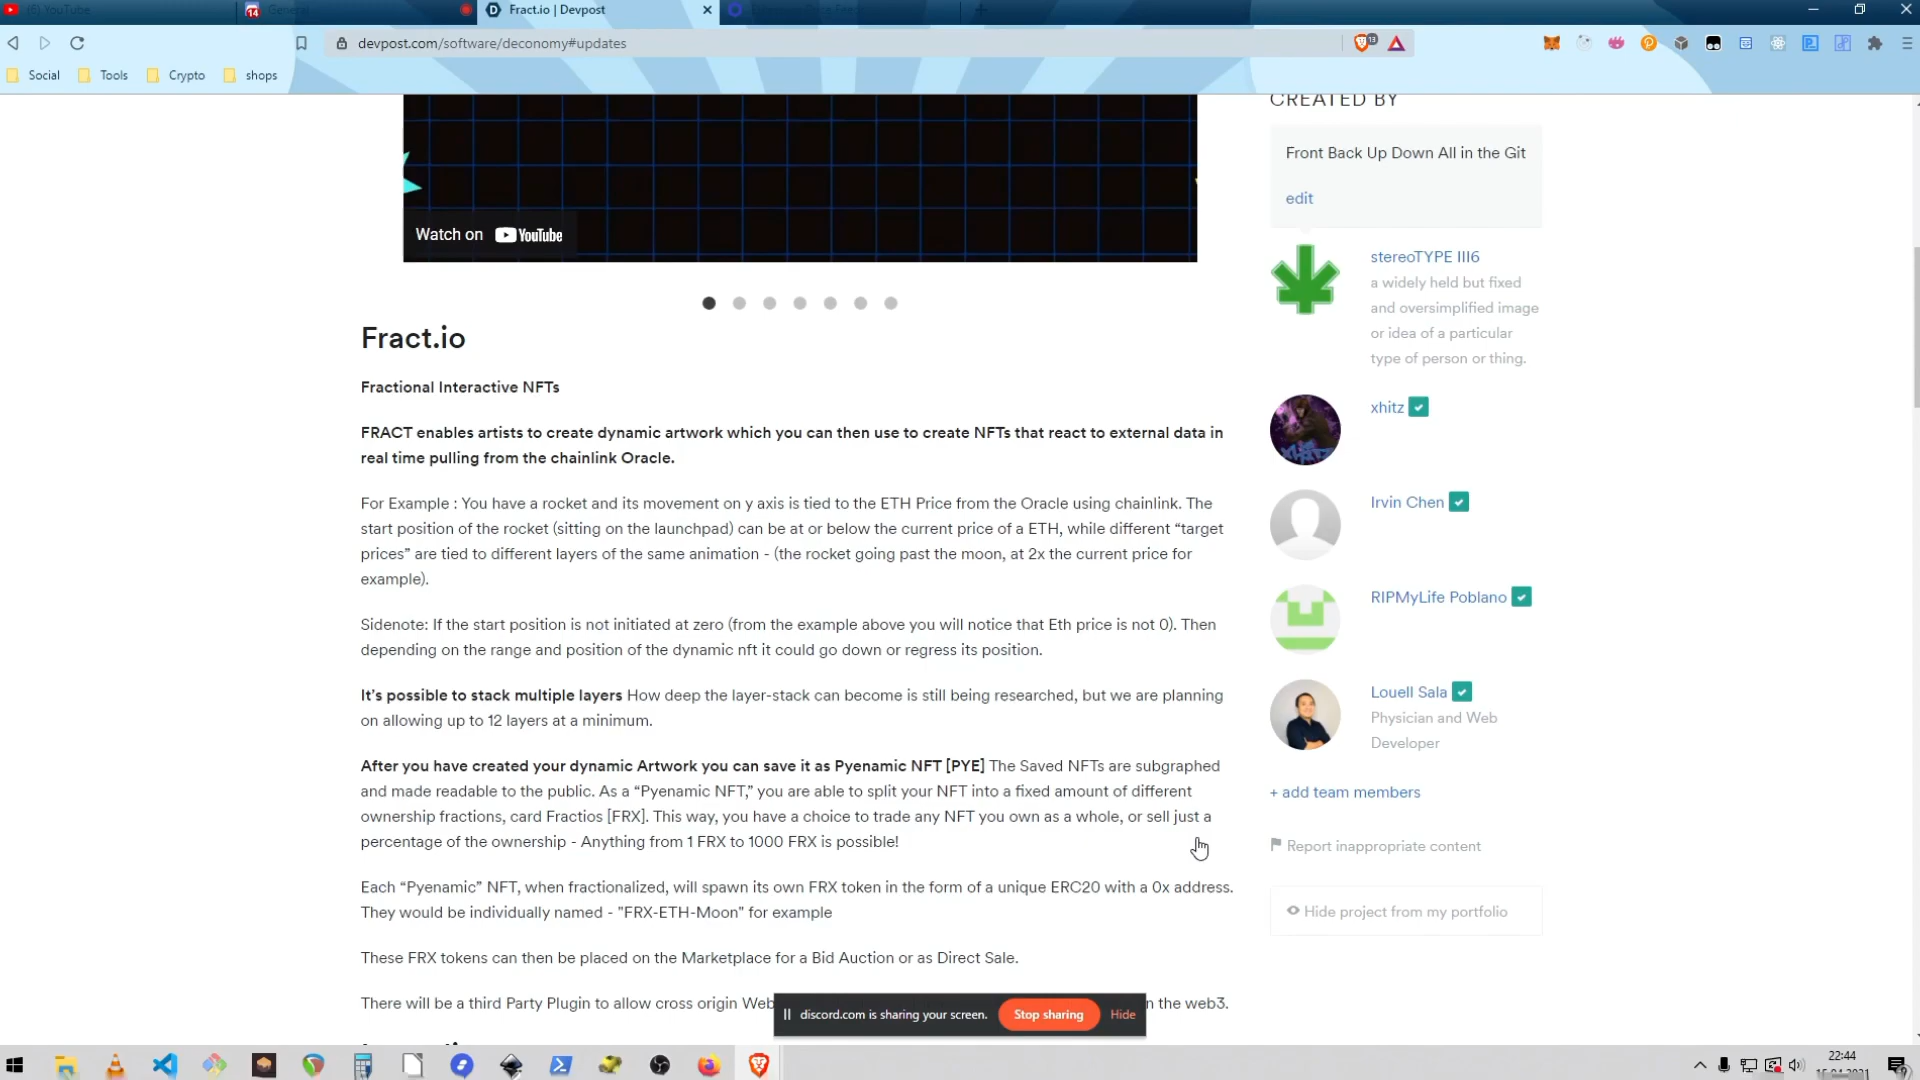 (6) YouTube
14
General
Fract.io | Devpost
devpost.com/software/deconomy#updates
13
Social
Tools
Crypto
shops
CREATED BY
Front Back Up Down All in the Git
edit
Watch on YouTube
stereoTYPE III6
a widely held but fixed
and oversimplified image
or idea of a particular
type of person or thing.
Fract.io
Fractional Interactive NFTs
xhitz
FRACT enables artists to create dynamic artwork which you can then use to create NFTs that react to external data in
real time pulling from the chainlink Oracle.
Irvin Chen
For Example : You have a rocket and its movement on y axis is tied to the ETH Price from the Oracle using chainlink. The
start position of the rocket (sitting on the launchpad) can be at or below the current price of a ETH, while different “target
prices” are tied to different layers of the same animation - (the rocket going past the moon, at 2x the current price for
example).
RIPMyLife Poblano
Sidenote: If the start position is not initiated at zero (from the example above you will notice that Eth price is not 0). Then
depending on the range and position of the dynamic nft it could go down or regress its position.
Louell Sala
Physician and Web
Developer
It’s possible to stack multiple layers How deep the layer-stack can become is still being researched, but we are planning
on allowing up to 12 layers at a minimum.
After you have created your dynamic Artwork you can save it as Pyenamic NFT [PYE] The Saved NFTs are subgraphed
and made readable to the public. As a “Pyenamic NFT,” you are able to split your NFT into a fixed amount of different
ownership fractions, card Fractios [FRX]. This way, you have a choice to trade any NFT you own as a whole, or sell just a
percentage of the ownership - Anything from 1 FRX to 1000 FRX is possible!
+ add team members
Report inappropriate content
Each “Pyenamic” NFT, when fractionalized, will spawn its own FRX token in the form of a unique ERC20 with a 0x address.
They would be individually named - "FRX-ETH-Moon" for example
Hide project from my portfolio
These FRX tokens can then be placed on the Marketplace for a Bid Auction or as Direct Sale.
There will be a third Party Plugin to allow cross origin Web
n the web3.
discord.com is sharing your screen.
Stop sharing
Hide
22:44
15.04.2021